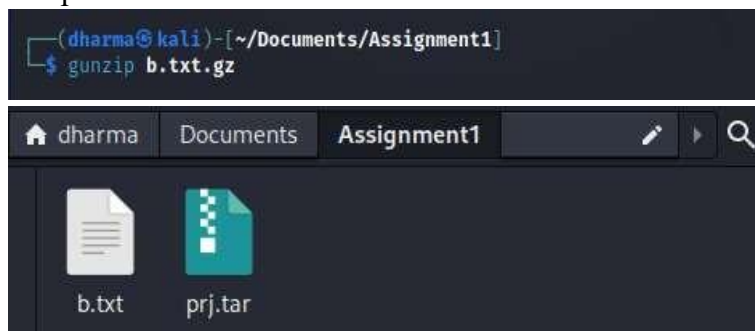 (dharma㉿kali)-[~/Documents/Assignment1]
$ gunzip b.txt.gz
dharma Documents Assignment1
b.txt prj.tar